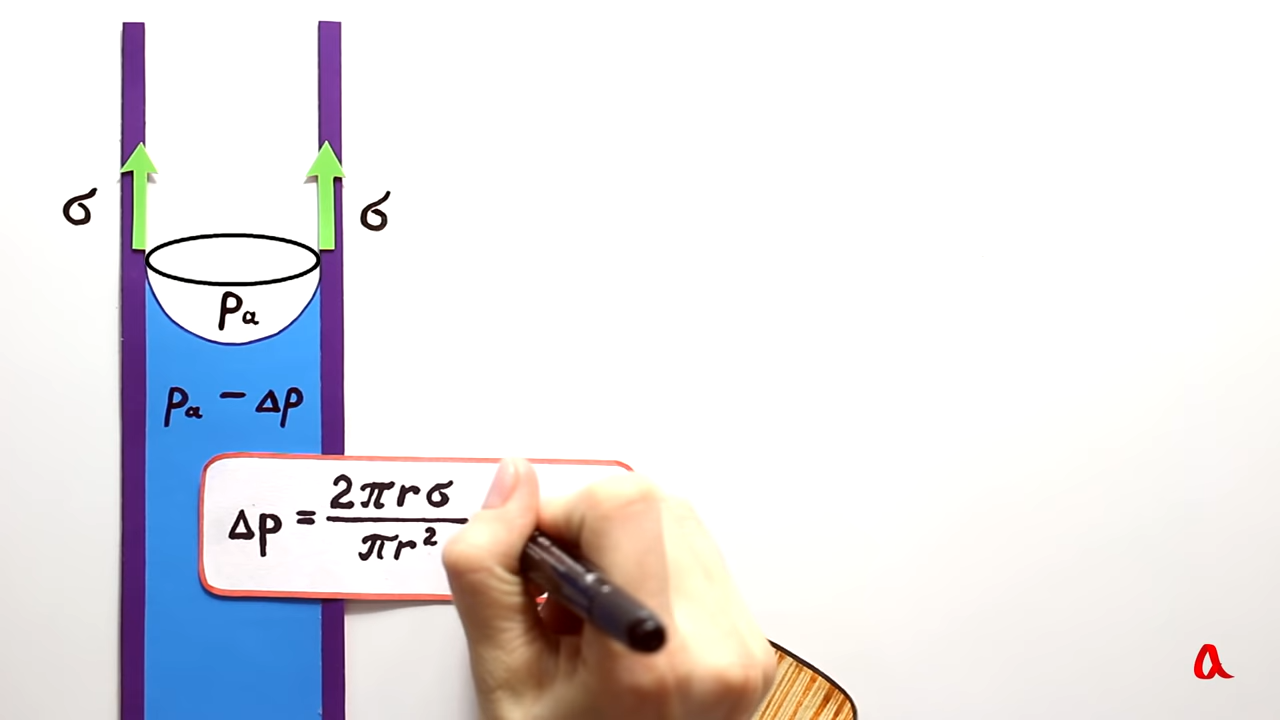 σ σ
pₐ
pₐ − Δp
Δp = 2πrσ / πr²
a